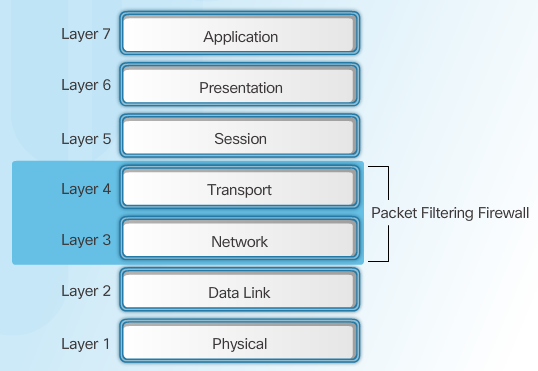 Layer 7 Application
Layer 6 Presentation
Layer 5 Session
Layer 4 Transport
Packet Filtering Firewall
Layer 3 Network
Layer 2 Data Link
Layer 1 Physical